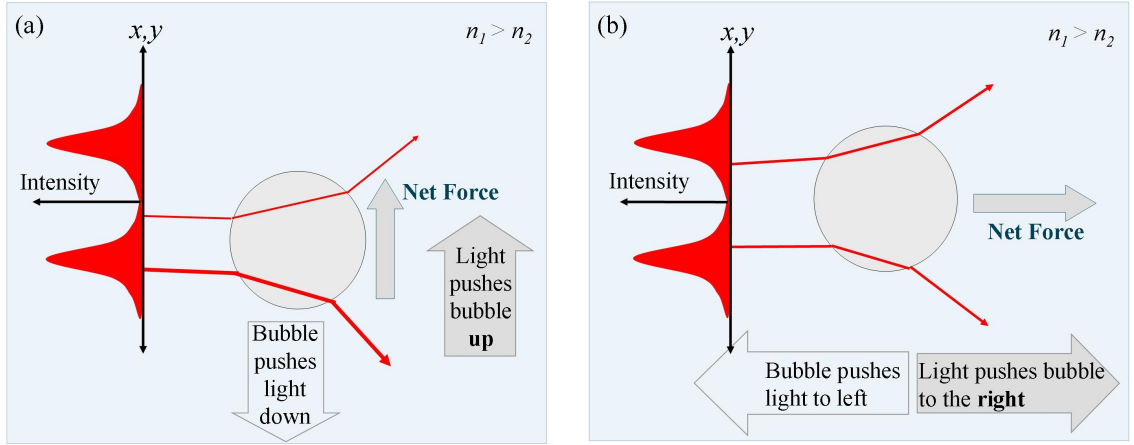 (a)
x,y
n1 > n2
Intensity
Net Force
Light
pushes
bubble
up
Bubble
pushes
light
down
(b)
x,y
n1 > n2
Intensity
Net Force
Bubble pushes
light to left
Light pushes bubble
to the right